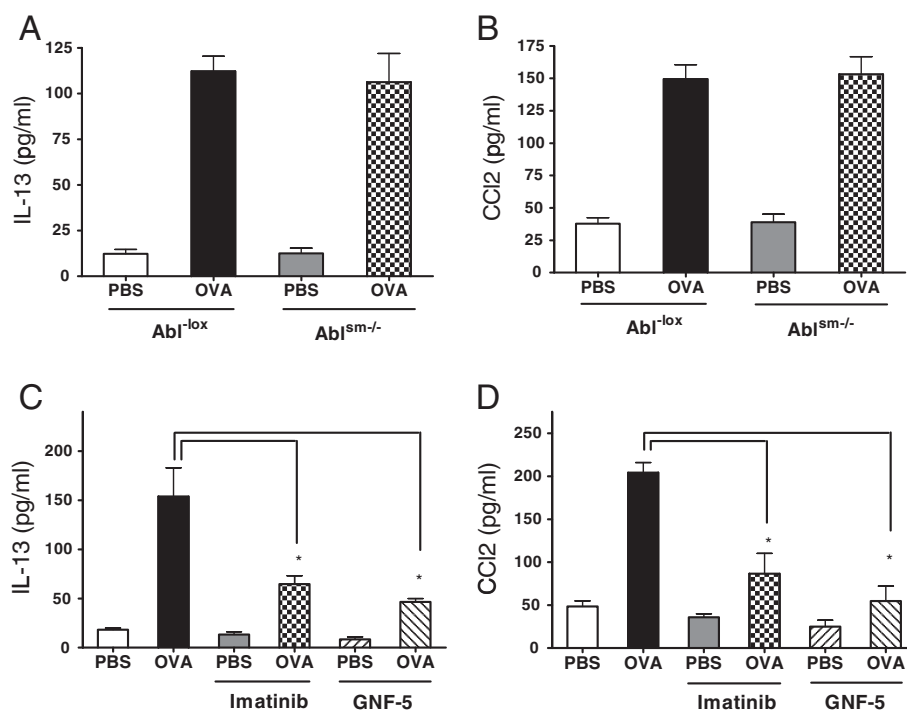 A
IL-13 (pg/ml)
125
100
75
50
25
0
PBS
OVA
PBS
OVA
Abl-lox
Ablsm-/-
B
CCl2 (pg/ml)
175
150
125
100
75
50
25
0
PBS
OVA
PBS
OVA
Abl-lox
Ablsm-/-
C
IL-13 (pg/ml)
200
150
100
50
0
*
*
PBS
OVA
PBS
OVA
PBS
OVA
Imatinib
GNF-5
D
CCl2 (pg/ml)
250
200
150
100
50
0
*
*
PBS
OVA
PBS
OVA
PBS
OVA
Imatinib
GNF-5